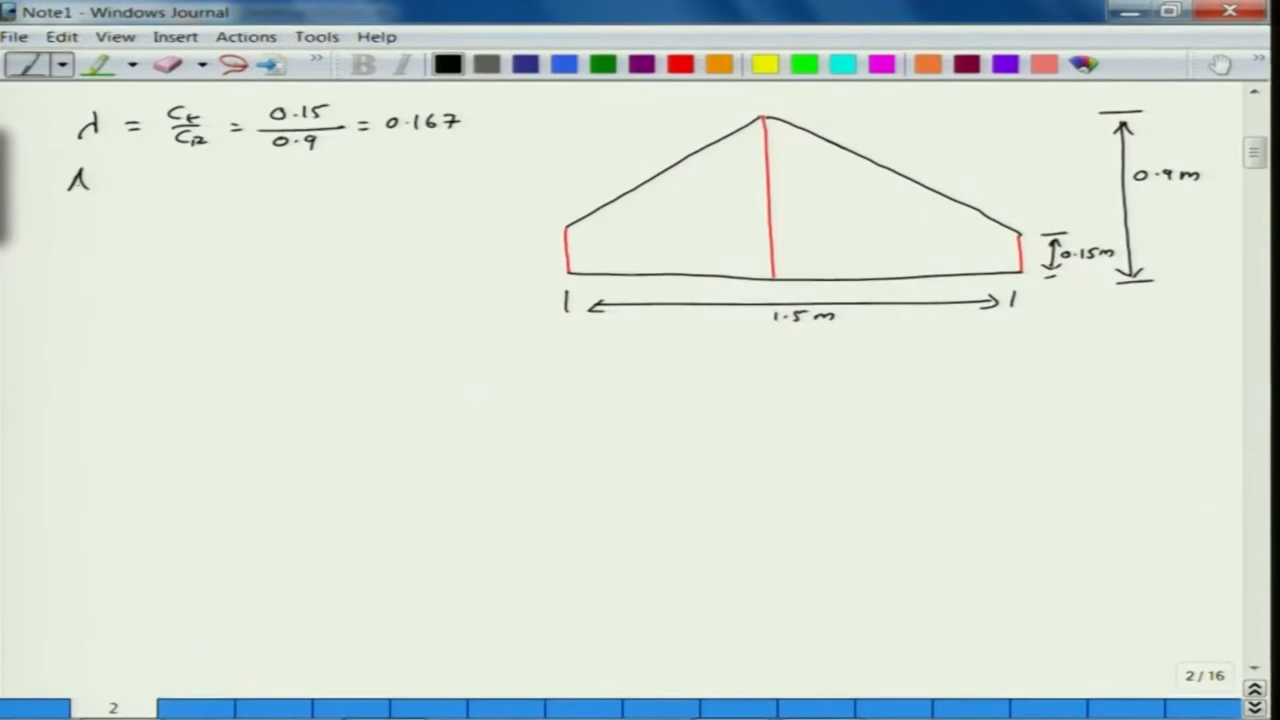 Note1 - Windows Journal
File Edit View Insert Actions Tools Help
B I
λ = Ct/CR = 0.15/0.9 = 0.167
Λ
0.9m
0.15m
1.5m
2 / 16
2